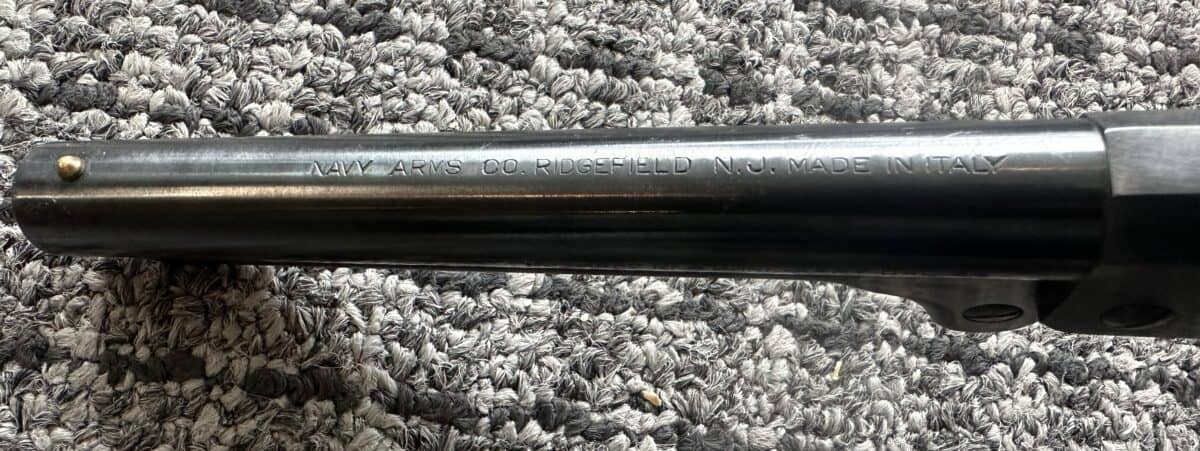 NAVY ARMS CO. RIDGEFIELD N.J. MADE IN ITALY